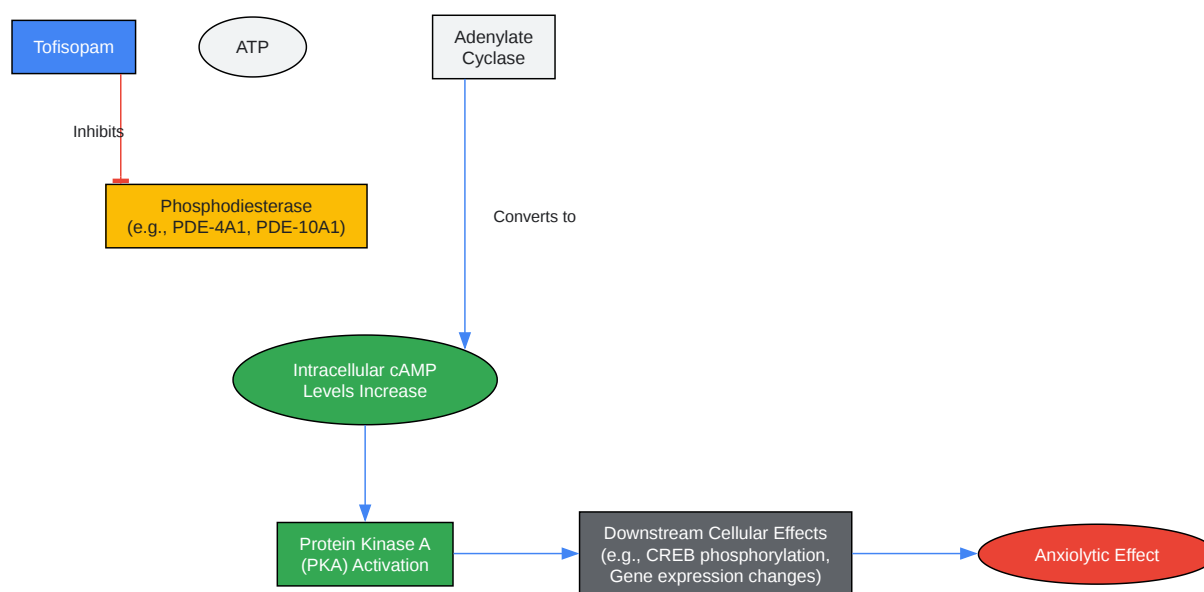 Tofisopam
ATP
Adenylate
Cyclase
Inhibits
Phosphodiesterase
(e.g., PDE-4A1, PDE-10A1)
Converts to
Intracellular cAMP
Levels Increase
Protein Kinase A
(PKA) Activation
Downstream Cellular Effects
(e.g., CREB phosphorylation,
Gene expression changes)
Anxiolytic Effect